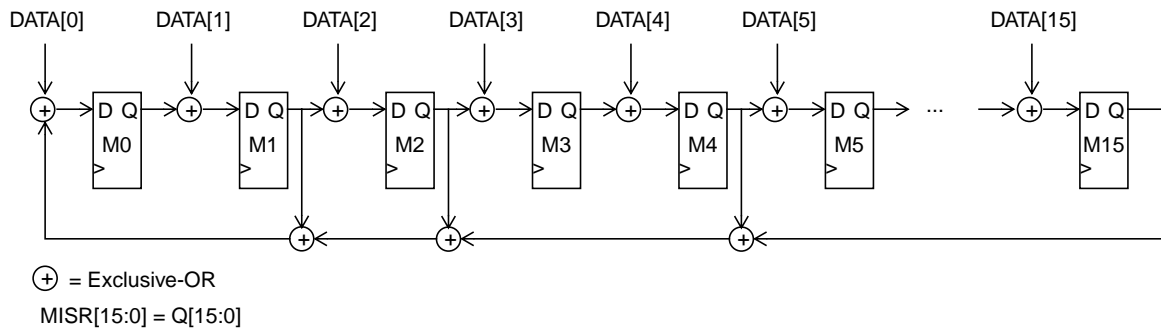 DATA[0] DATA[1] DATA[2] DATA[3] DATA[4] DATA[5] DATA[15]
+ + + + + + +
D Q D Q D Q D Q D Q D Q ... D Q
M0 M1 M2 M3 M4 M5 M15
> > > > > > >
+ + +
+ = Exclusive-OR
MISR[15:0] = Q[15:0]